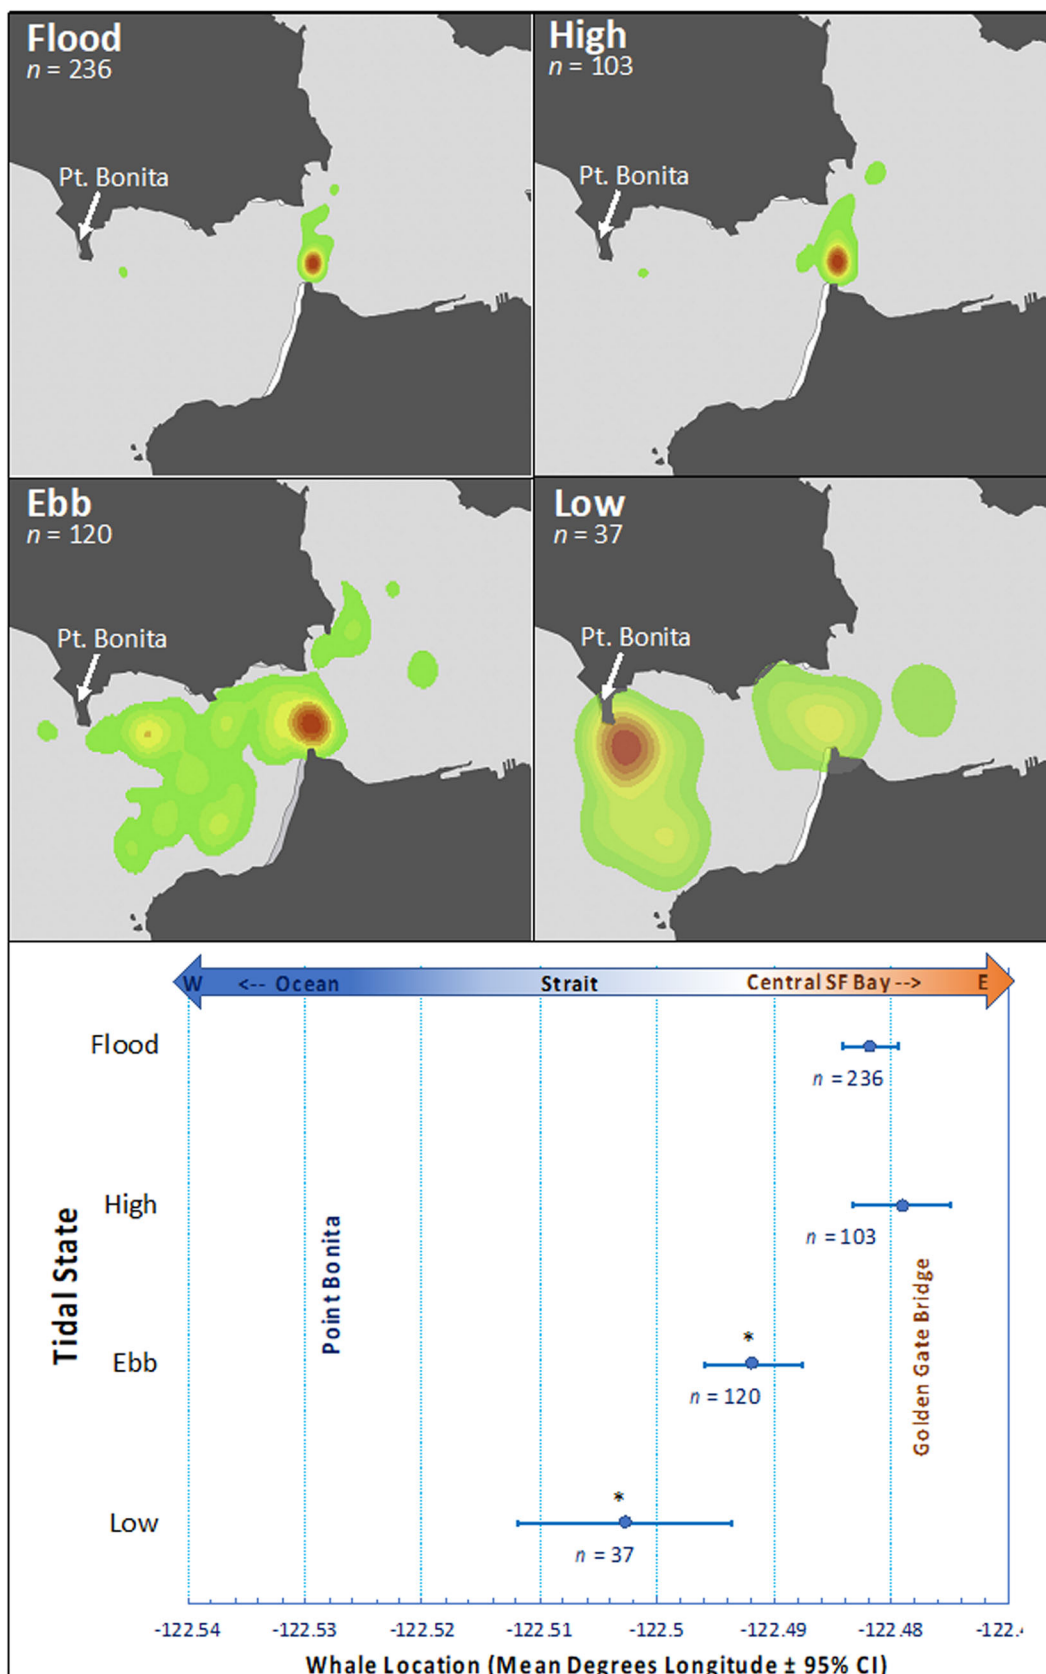 Flood
n = 236
Pt. Bonita
High
n = 103
Pt. Bonita
Ebb
n = 120
Pt. Bonita
Low
n = 37
Pt. Bonita
W <-- Ocean Strait Central SF Bay --> E
Flood
n = 236
High
n = 103
Ebb
*
n = 120
Low
*
n = 37
Tidal State
Point Bonita
Golden Gate Bridge
-122.54 -122.53 -122.52 -122.51 -122.5 -122.49 -122.48 -122.4
Whale Location (Mean Degrees Longitude ± 95% CI)